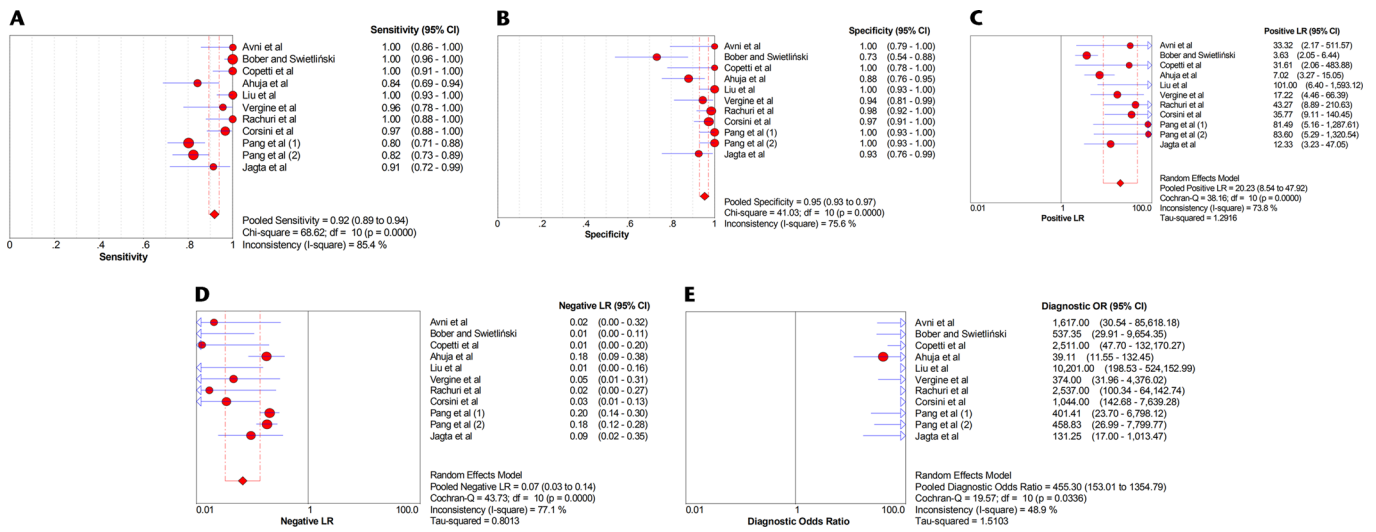 A
Sensitivity (95% CI)
Avni et al 1.00 (0.86 - 1.00)
Bober and Swietliński 1.00 (0.96 - 1.00)
Copetti et al 1.00 (0.91 - 1.00)
Ahuja et al 0.84 (0.69 - 0.94)
Liu et al 1.00 (0.93 - 1.00)
Vergine et al 0.96 (0.78 - 1.00)
Rachuri et al 1.00 (0.88 - 1.00)
Corsini et al 0.97 (0.88 - 1.00)
Pang et al (1) 0.80 (0.71 - 0.88)
Pang et al (2) 0.82 (0.73 - 0.89)
Jagta et al 0.91 (0.72 - 0.99)
Pooled Sensitivity = 0.92 (0.89 to 0.94)
Chi-square = 68.62; df = 10 (p = 0.0000)
Inconsistency (I-square) = 85.4 %
0 .2 .4 .6 .8 1
Sensitivity
B
Specificity (95% CI)
Avni et al 1.00 (0.79 - 1.00)
Bober and Swietliński 0.73 (0.54 - 0.88)
Copetti et al 1.00 (0.78 - 1.00)
Ahuja et al 0.88 (0.76 - 0.95)
Liu et al 1.00 (0.93 - 1.00)
Vergine et al 0.94 (0.81 - 0.99)
Rachuri et al 0.98 (0.92 - 1.00)
Corsini et al 0.97 (0.91 - 1.00)
Pang et al (1) 1.00 (0.93 - 1.00)
Pang et al (2) 1.00 (0.93 - 1.00)
Jagta et al 0.93 (0.76 - 0.99)
Pooled Specificity = 0.95 (0.93 to 0.97)
Chi-square = 41.03; df = 10 (p = 0.0000)
Inconsistency (I-square) = 75.6 %
0 .2 .4 .6 .8 1
Specificity
C
Positive LR (95% CI)
Avni et al 33.32 (2.17 - 511.57)
Bober and Swietliński 3.63 (2.05 - 6.44)
Copetti et al 31.61 (2.06 - 483.88)
Ahuja et al 7.02 (3.27 - 15.05)
Liu et al 101.00 (6.40 - 1,593.12)
Vergine et al 17.22 (4.46 - 66.39)
Rachuri et al 43.27 (8.89 - 210.63)
Corsini et al 35.77 (9.11 - 140.45)
Pang et al (1) 81.49 (5.16 - 1,287.61)
Pang et al (2) 83.60 (5.29 - 1,320.54)
Jagta et al 12.33 (3.23 - 47.05)
Random Effects Model
Pooled Positive LR = 20.23 (8.54 to 47.92)
Cochran-Q = 38.16; df = 10 (p = 0.0000)
Inconsistency (I-square) = 73.8 %
Tau-squared = 1.2916
0.01 1 100.0
Positive LR
D
Negative LR (95% CI)
Avni et al 0.02 (0.00 - 0.32)
Bober and Swietliński 0.01 (0.00 - 0.11)
Copetti et al 0.01 (0.00 - 0.20)
Ahuja et al 0.18 (0.09 - 0.38)
Liu et al 0.01 (0.00 - 0.16)
Vergine et al 0.05 (0.01 - 0.31)
Rachuri et al 0.02 (0.00 - 0.27)
Corsini et al 0.03 (0.01 - 0.13)
Pang et al (1) 0.20 (0.14 - 0.30)
Pang et al (2) 0.18 (0.12 - 0.28)
Jagta et al 0.09 (0.02 - 0.35)
Random Effects Model
Pooled Negative LR = 0.07 (0.03 to 0.14)
Cochran-Q = 43.73; df = 10 (p = 0.0000)
Inconsistency (I-square) = 77.1 %
Tau-squared = 0.8013
0.01 1 100.0
Negative LR
E
Diagnostic OR (95% CI)
Avni et al 1,617.00 (30.54 - 85,618.18)
Bober and Swietliński 537.35 (29.91 - 9,654.35)
Copetti et al 2,511.00 (47.70 - 132,170.27)
Ahuja et al 39.11 (11.55 - 132.45)
Liu et al 10,201.00 (198.53 - 524,152.99)
Vergine et al 374.00 (31.96 - 4,376.02)
Rachuri et al 2,537.00 (100.34 - 64,142.74)
Corsini et al 1,044.00 (142.68 - 7,639.28)
Pang et al (1) 401.41 (23.70 - 6,798.12)
Pang et al (2) 458.83 (26.99 - 7,799.77)
Jagta et al 131.25 (17.00 - 1,013.47)
Random Effects Model
Pooled Diagnostic Odds Ratio = 455.30 (153.01 to 1354.79)
Cochran-Q = 19.57; df = 10 (p = 0.0336)
Inconsistency (I-square) = 48.9 %
Tau-squared = 1.5103
0.01 1 100.0
Diagnostic Odds Ratio